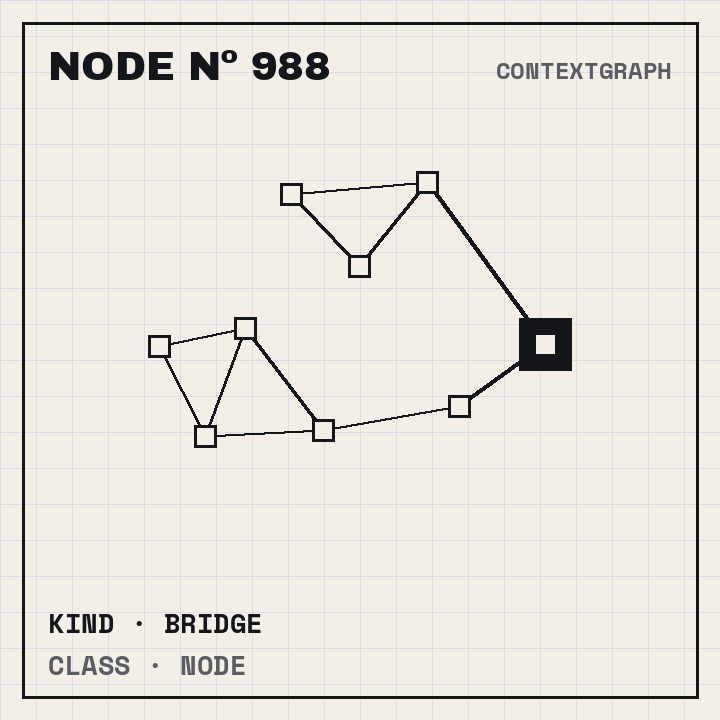 NODE Nº 988
CONTEXTGRAPH
KIND · BRIDGE
CLASS · NODE